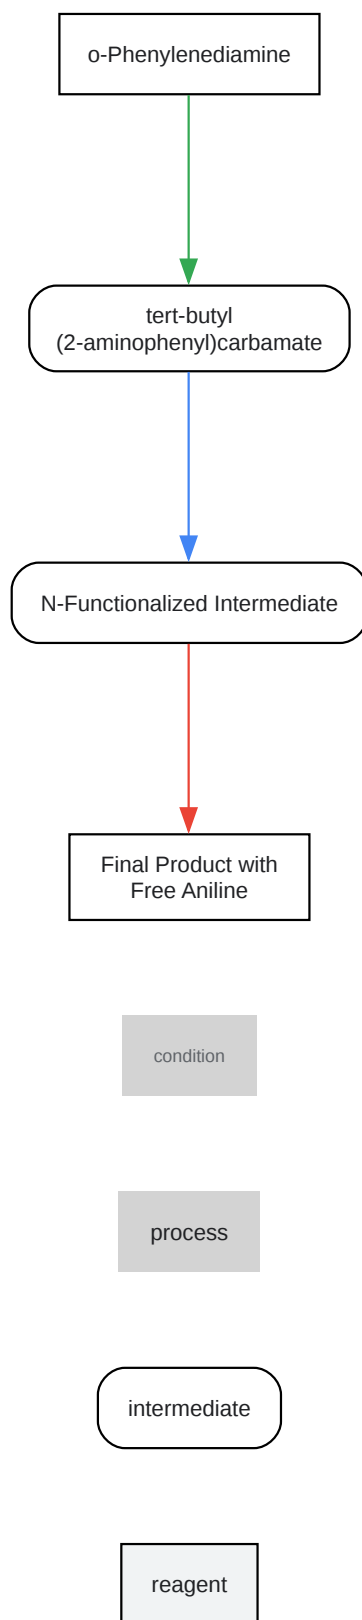 o-Phenylenediamine
tert-butyl
(2-aminophenyl)carbamate
N-Functionalized Intermediate
Final Product with
Free Aniline
condition
process
intermediate
reagent